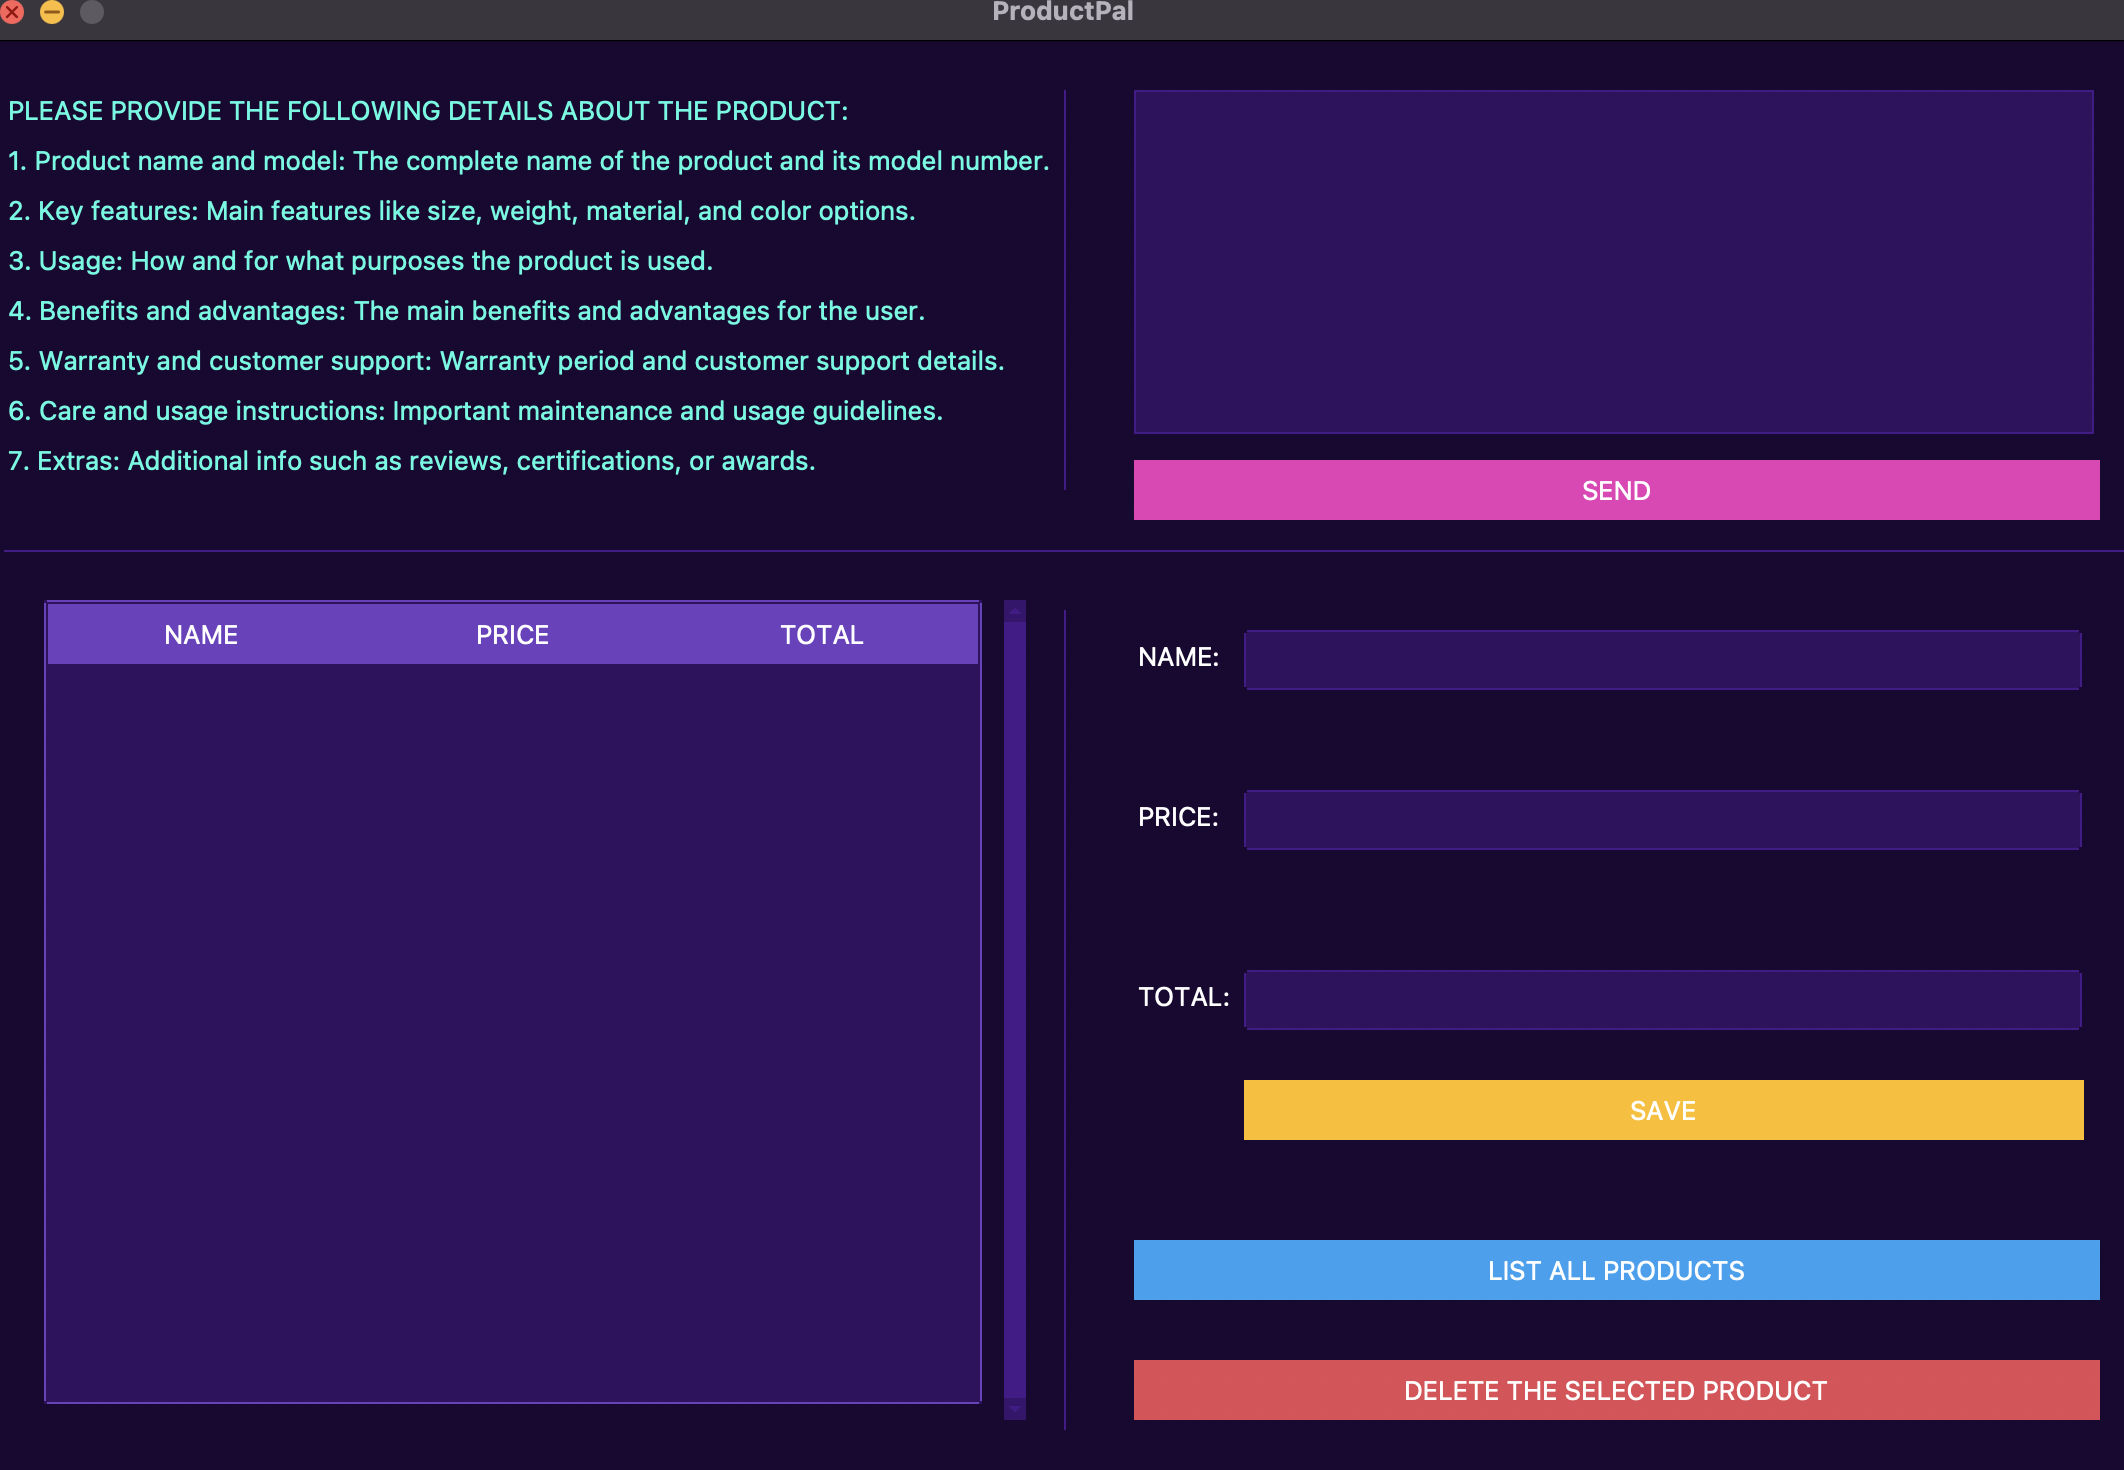 ProductPal
PLEASE PROVIDE THE FOLLOWING DETAILS ABOUT THE PRODUCT:
1. Product name and model: The complete name of the product and its model number.
2. Key features: Main features like size, weight, material, and color options.
3. Usage: How and for what purposes the product is used.
4. Benefits and advantages: The main benefits and advantages for the user.
5. Warranty and customer support: Warranty period and customer support details.
6. Care and usage instructions: Important maintenance and usage guidelines.
7. Extras: Additional info such as reviews, certifications, or awards.
SEND
NAME PRICE TOTAL
NAME:
PRICE:
TOTAL:
SAVE
LIST ALL PRODUCTS
DELETE THE SELECTED PRODUCT